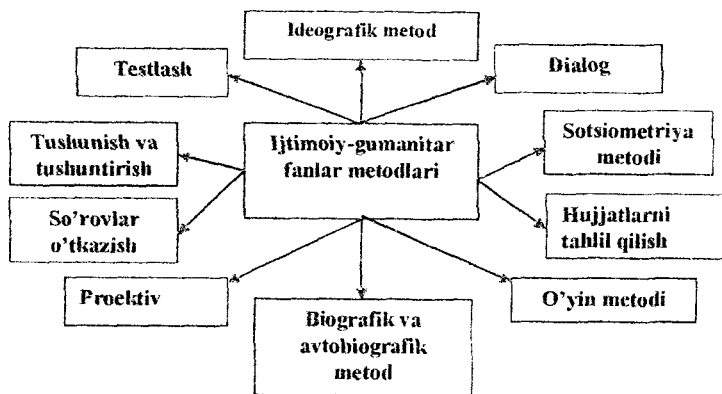 Ideografik metod
Testlash
Dialog
Tushunish va
tushuntirish
Ijtimoiy-gumanitar
fanlar metodlari
Sotsiometriya
metodi
So'rovlar
o'tkazish
Hujjatlarni
tahlil qilish
Proektiv
Biografik va
avtobiografik
metod
O'yin metodi